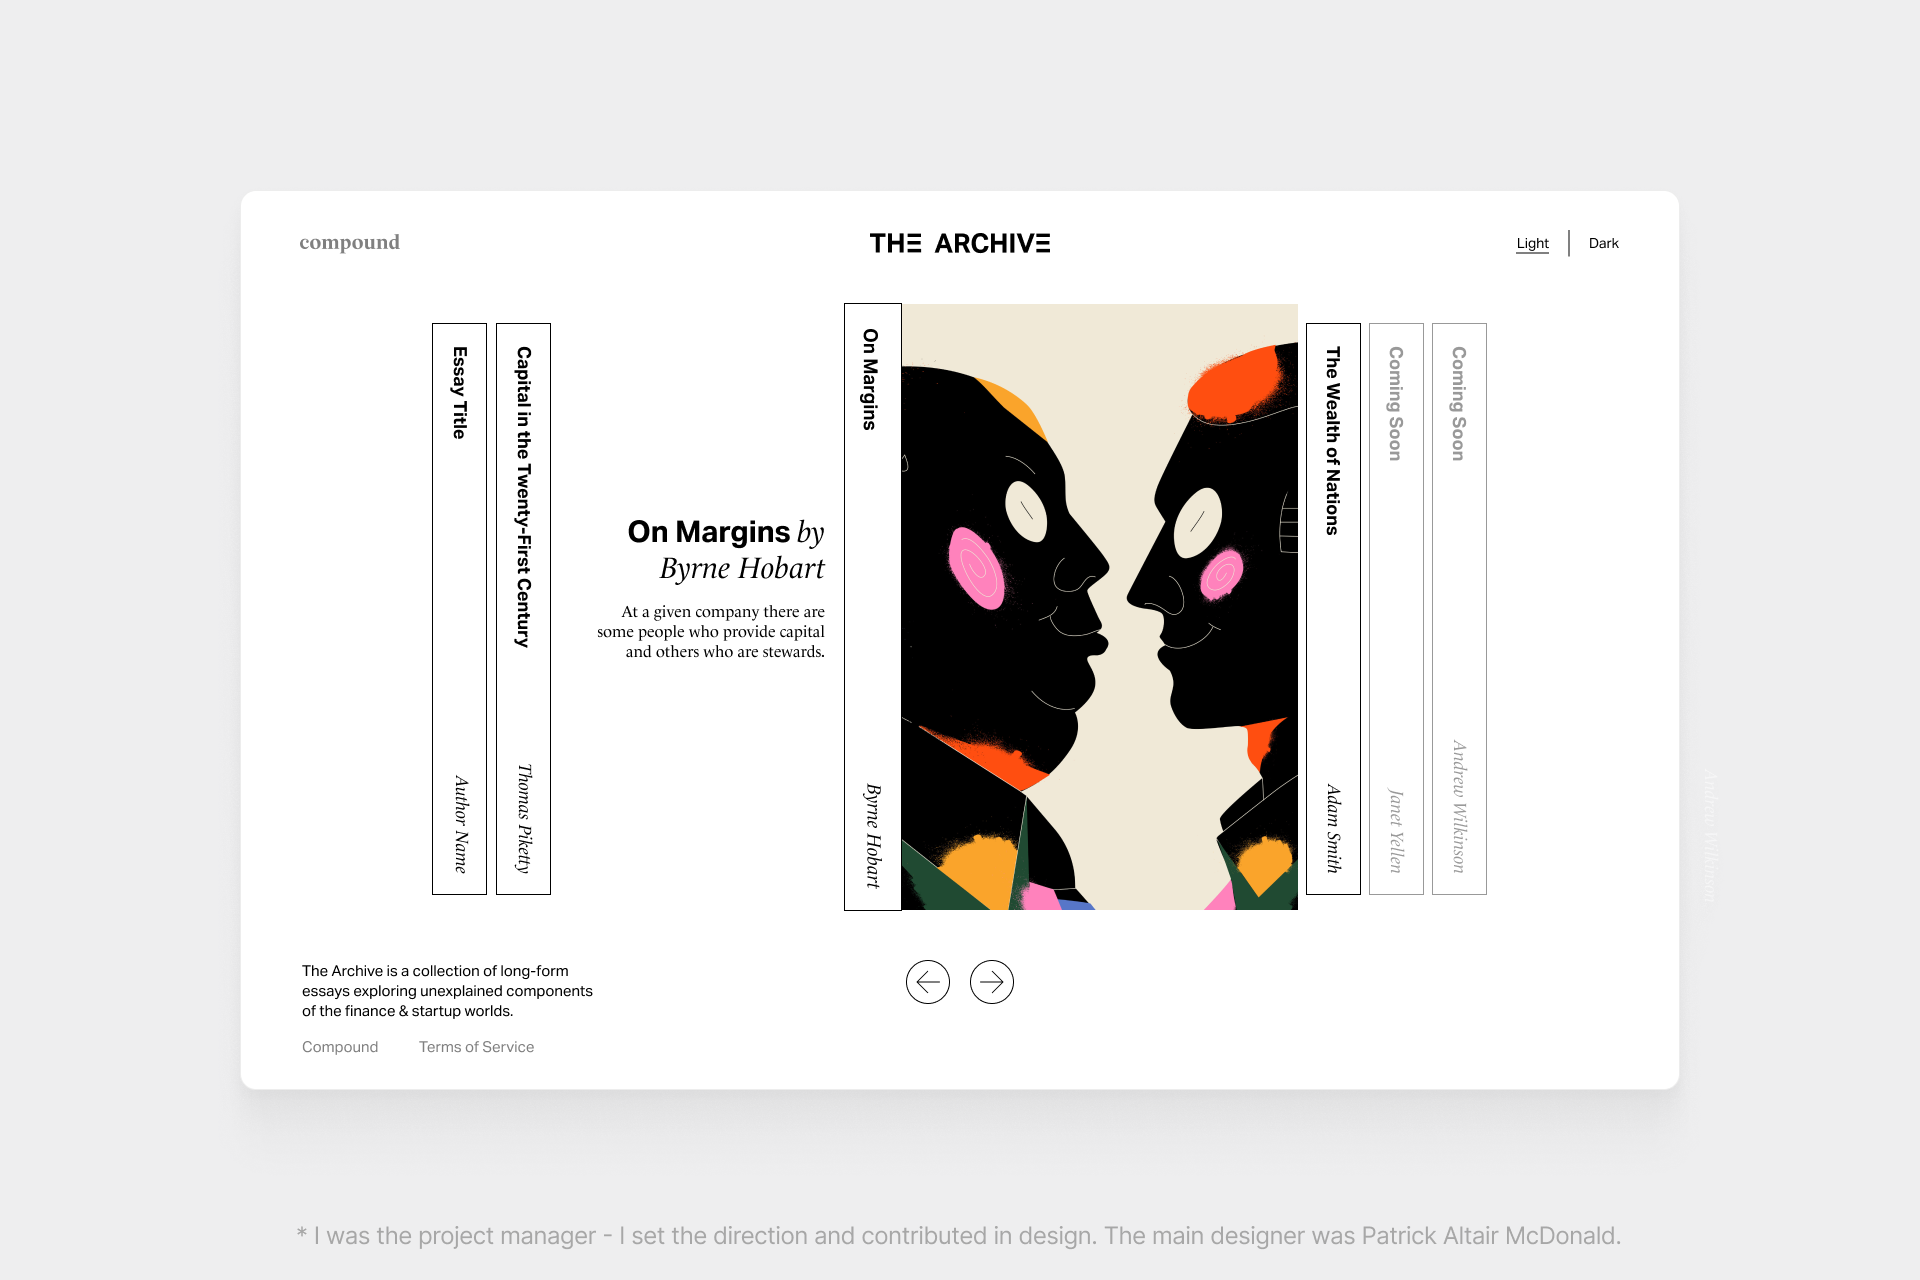 compound
THE ARCHIVE
Light
Dark
Essay Title
Author Name
Capital in the Twenty-First Century
Thomas Piketty
On Margins by
Byrne Hobart
At a given company there are
some people who provide capital
and others who are stewards.
On Margins
Byrne Hobart
The Wealth of Nations
Adam Smith
Coming Soon
Janet Yellen
Coming Soon
Andrew Wilkinson
The Archive is a collection of long-form
essays exploring unexplained components
of the finance & startup worlds.
Compound
Terms of Service
* I was the project manager - I set the direction and contributed in design. The main designer was Patrick Altair McDonald.